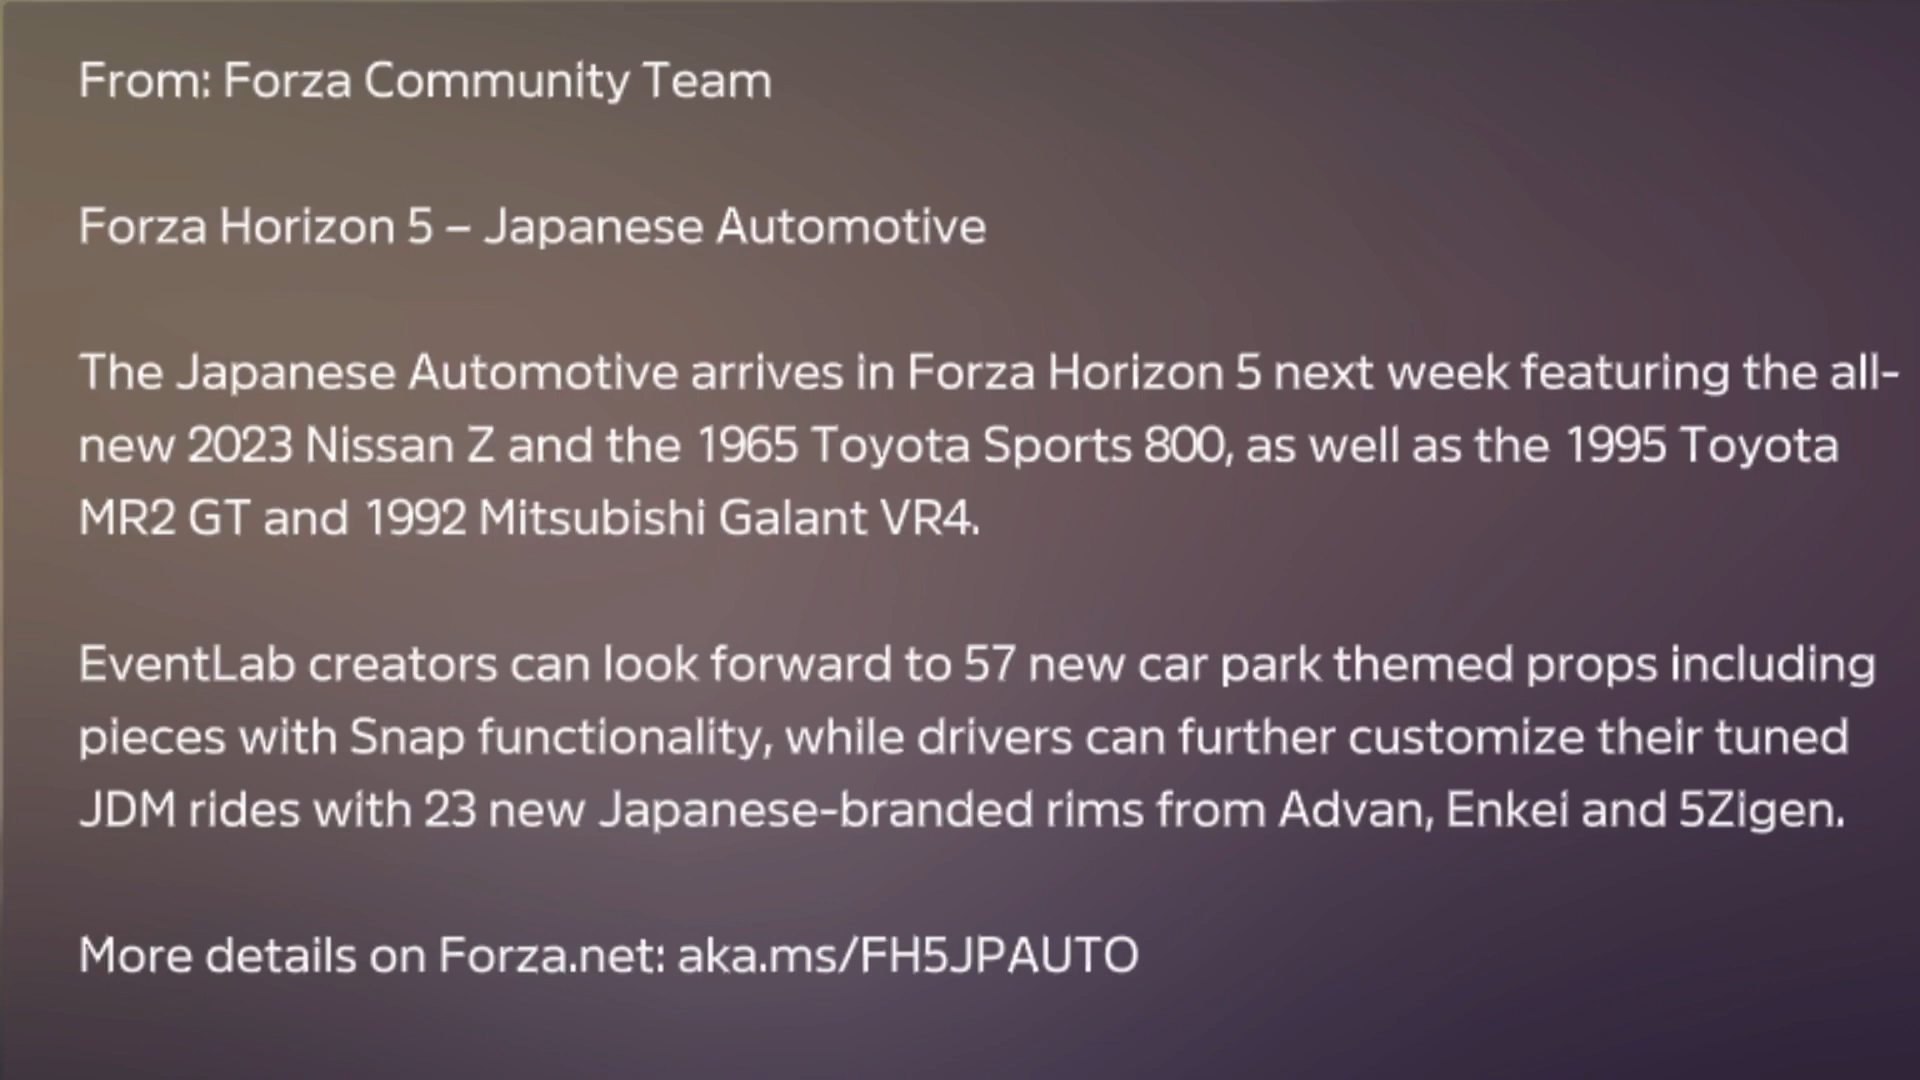 From: Forza Community Team
Forza Horizon 5 – Japanese Automotive
The Japanese Automotive arrives in Forza Horizon 5 next week featuring the all-
new 2023 Nissan Z and the 1965 Toyota Sports 800, as well as the 1995 Toyota
MR2 GT and 1992 Mitsubishi Galant VR4.
EventLab creators can look forward to 57 new car park themed props including
pieces with Snap functionality, while drivers can further customize their tuned
JDM rides with 23 new Japanese-branded rims from Advan, Enkei and 5Zigen.
More details on Forza.net: aka.ms/FH5JPAUTO